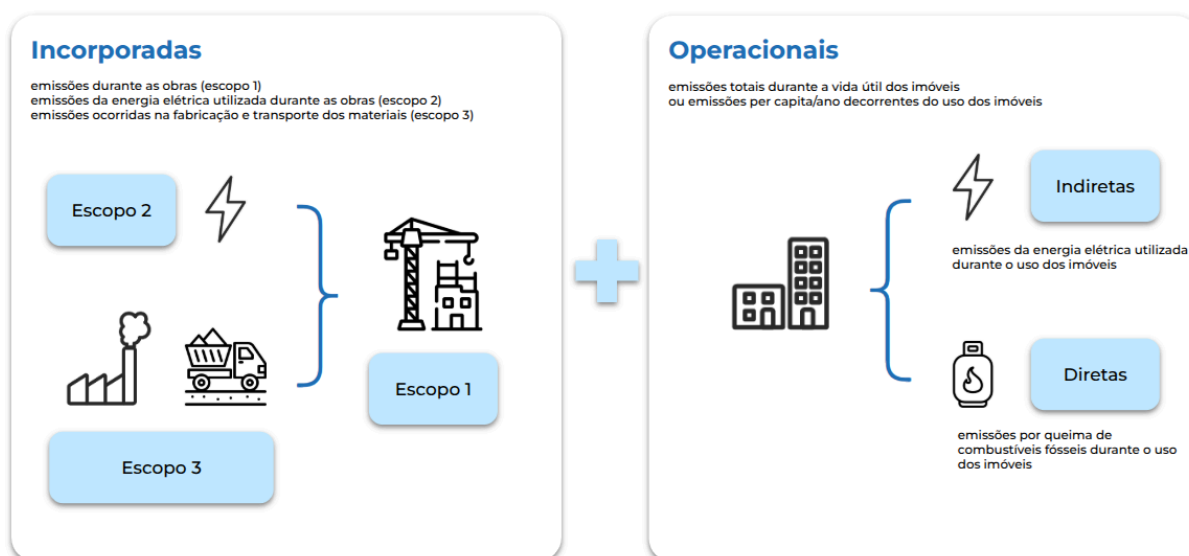 Incorporadas
emissões durante as obras (escopo 1)
emissões da energia elétrica utilizada durante as obras (escopo 2)
emissões ocorridas na fabricação e transporte dos materiais (escopo 3)
Escopo 2
Escopo 1
Escopo 3
Operacionais
emissões totais durante a vida útil dos imóveis
ou emissões per capita/ano decorrentes do uso dos imóveis
Indiretas
emissões da energia elétrica utilizada
durante o uso dos imóveis
Diretas
emissões por queima de
combustíveis fósseis durante o uso
dos imóveis